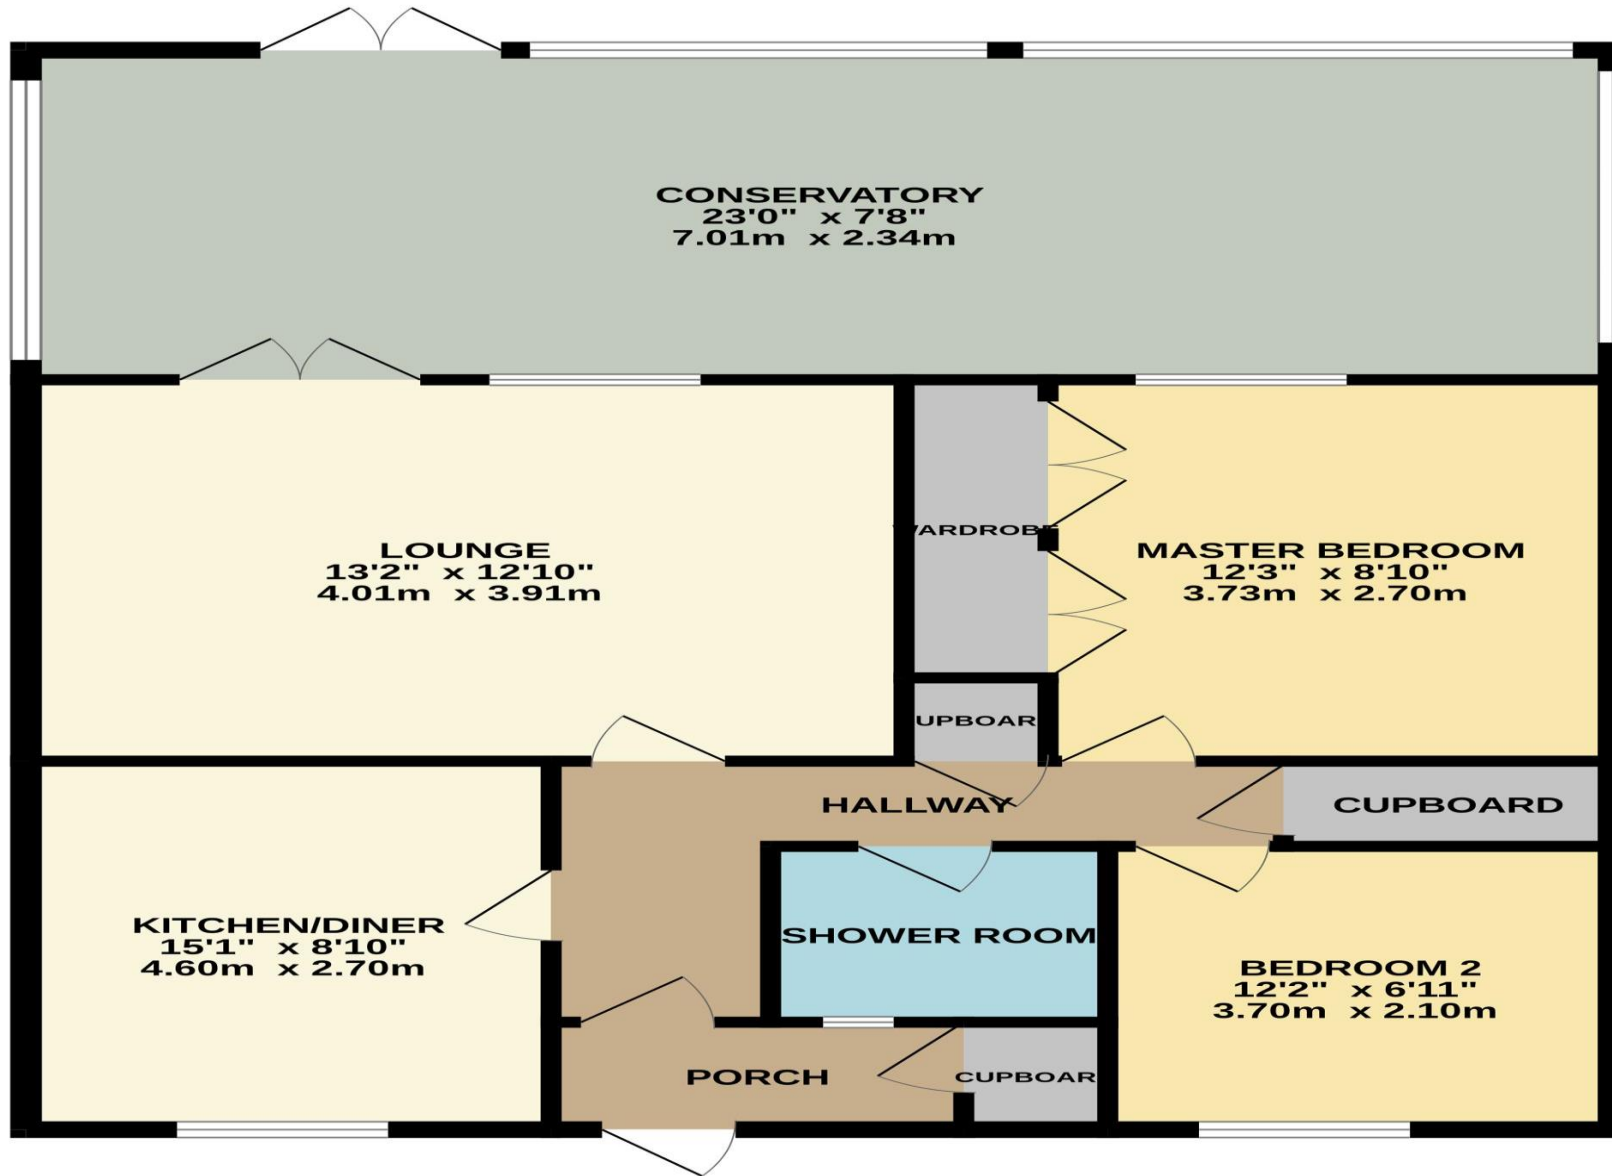 CONSERVATORY
23'0" x 7'8"
7.01m x 2.34m
LOUNGE
13'2" x 12'10"
4.01m x 3.91m
WARDROBE
MASTER BEDROOM
12'3" x 8'10"
3.73m x 2.70m
UPBOAR
HALLWAY
CUPBOARD
KITCHEN/DINER
15'1" x 8'10"
4.60m x 2.70m
SHOWER ROOM
BEDROOM 2
12'2" x 6'11"
3.70m x 2.10m
PORCH
CUPBOAR